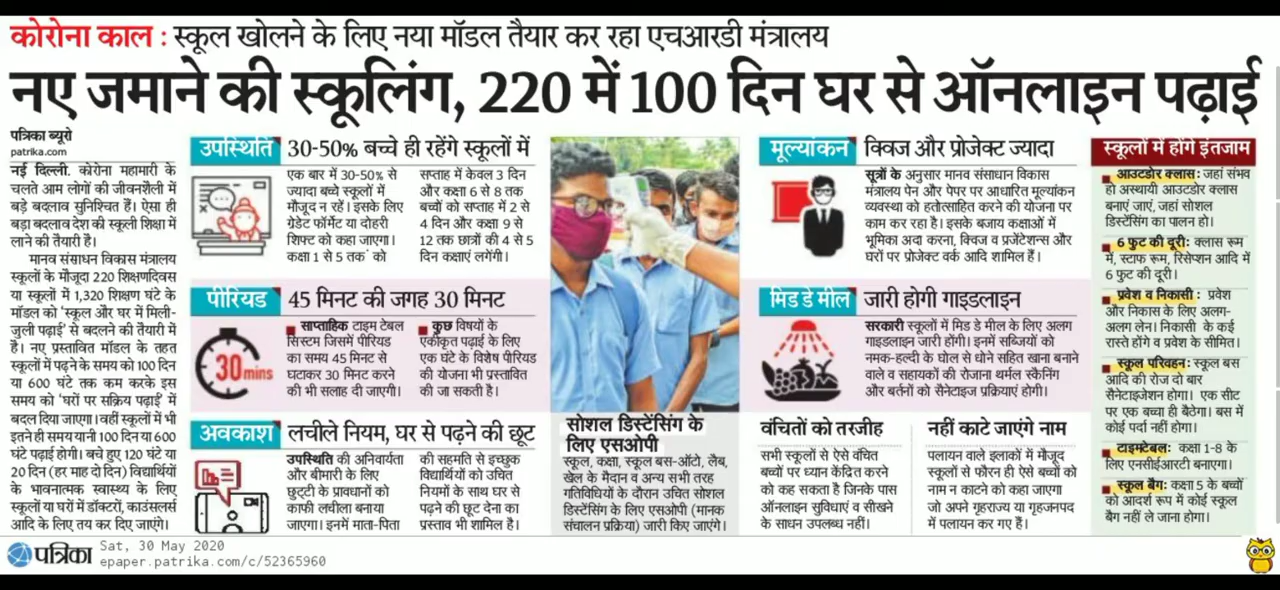 कोरोना काल : स्कूल खोलने के लिए नया मॉडल तैयार कर रहा एचआरडी मंत्रालय
नए जमाने की स्कूलिंग, 220 में 100 दिन घर से ऑनलाइन पढ़ाई
पत्रिका ब्यूरो
patrika.com
नई दिल्ली. कोरोना महामारी के
चलते आम लोगों की जीवनशैली में
बड़े बदलाव सुनिश्चित हैं। ऐसा ही
बड़ा बदलाव देश की स्कूली शिक्षा में
लाने की तैयारी है।
मानव संसाधन विकास मंत्रालय
स्कूलों के मौजूदा 220 शिक्षणदिवस
या स्कूलों में 1,320 शिक्षण घंटे के
मॉडल को 'स्कूल और घर में मिली-
जुली पढ़ाई' से बदलने की तैयारी में
है। नए प्रस्तावित मॉडल के तहत
स्कूलों में पढ़ने के समय को 100 दिन
या 600 घंटे तक कम करके इस
समय को 'घरों पर सक्रिय पढ़ाई' में
बदल दिया जाएगा। वहीं स्कूलों में भी
इतने ही समय यानी 100 दिन या 600
घंटे पढ़ाई होगी। बचे हुए 120 घंटे या
20 दिन (हर माह दो दिन) विद्यार्थियों
के भावनात्मक स्वास्थ्य के लिए
स्कूलों या घरों में डॉक्टरों, काउंसलर्स
आदि के लिए तय कर दिए जाएंगे।
उपस्थिति
30-50% बच्चे ही रहेंगे स्कूलों में
एक बार में 30-50% से
ज्यादा बच्चे स्कूलों में
मौजूद न रहें। इसके लिए
ग्रेडेट फॉर्मेट या दोहरी
शिफ्ट को कहा जाएगा।
कक्षा 1 से 5 तक' को
सप्ताह में केवल 3 दिन
और कक्षा 6 से 8 तक
बच्चों को सप्ताह में 2 से
4 दिन और कक्षा 9 से
12 तक छात्रों की 4 से 5
दिन कक्षाएं लगेंगी।
पीरियड
45 मिनट की जगह 30 मिनट
30 mins
साप्ताहिक टाइम टेबल
सिस्टम जिसमें पीरियड
का समय 45 मिनट से
घटाकर 30 मिनट करने
की भी सलाह दी जाएगी।
कुछ विषयों के
एकीकृत पढ़ाई के लिए
एक घंटे के विशेष पीरियड
की योजना भी प्रस्तावित
की जा सकती है।
अवकाश
लचीले नियम, घर से पढ़ने की छूट
उपस्थिति की अनिवार्यता
और बीमारी के लिए
छुट्टी के प्रावधानों को
काफी लचीला बनाया
जाएगा। इनमें माता-पिता
की सहमति से इच्छुक
विद्यार्थियों को उचित
नियमों के साथ घर से
पढ़ने की छूट देना का
प्रस्ताव भी शामिल है।
सोशल डिस्टेंसिंग के
लिए एसओपी
स्कूल, कक्षा, स्कूल बस-ऑटो, लैब,
खेल के मैदान व अन्य सभी तरह
गतिविधियों के दौरान उचित सोशल
डिस्टेंसिंग के लिए एसओपी (मानक
संचालन प्रक्रिया) जारी किए जाएंगे।
मूल्यांकन
क्विज और प्रोजेक्ट ज्यादा
सूत्रों के अनुसार मानव संसाधान विकास
मंत्रालय पेन और पेपर पर आधारित मूल्यांकन
व्यवस्था को हतोत्साहित करने की योजना पर
काम कर रहा है। इसके बजाय कक्षाओं में
भूमिका अदा करना, क्विज व प्रजेंटेशन्स और
घरों पर प्रोजेक्ट वर्क आदि शामिल हैं।
मिड डे मील
जारी होगी गाइडलाइन
सरकारी स्कूलों में मिड डे मील के लिए अलग
गाइडलाइन जारी होंगी। इनमें सब्जियों को
नमक-हल्दी के घोल से धोने सहित खाना बनाने
वाले व सहायकों की रोजाना थर्मल स्कैनिंग
और बर्तनों को सैनेटाइज प्रक्रियाएं होगी।
वंचितों को तरजीह
सभी स्कूलों से ऐसे वंचित
बच्चों पर ध्यान केंद्रित करने
को कह सकता है जिनके पास
ऑनलाइन सुविधाएं व सीखने
के साधन उपलब्ध नहीं।
नहीं काटे जाएंगे नाम
पलायन वाले इलाकों में मौजूद
स्कूलों से फौरन ही ऐसे बच्चों को
नाम न काटने को कहा जाएगा
जो अपने गृहराज्य या गृहजनपद
में पलायन कर गए हैं।
स्कूलों में होंगे इंतजाम
आउटडोर क्लास: जहां संभव
हो अस्थायी आउटडोर क्लास
बनाएं जाएं, जहां सोशल
डिस्टेंसिंग का पालन हो।
6 फुट की दूरी: क्लास रूम
में, स्टाफ रूम, रिसेप्शन आदि में
6 फुट की दूरी।
प्रवेश व निकासी : प्रवेश
और निकास के लिए अलग-
अलग लेन। निकासी के कई
रास्ते होंगे व प्रवेश के सीमित।
स्कूल परिवहन: स्कूल बस
आदि की रोज दो बार
सैनेटाइजेशन होगा। एक सीट
पर एक बच्चा ही बैठेगा। बस में
कोई पर्दा नहीं होगा।
टाइमटेबल: कक्षा 1-8 के
लिए एनसीईआरटी बनाएगा।
स्कूल बैग: कक्षा 5 के बच्चों
को आदर्श रूप में कोई स्कूल
बैग नहीं ले जाना होगा।
पत्रिका
Sat, 30 May 2020
epaper.patrika.com/c/52365960